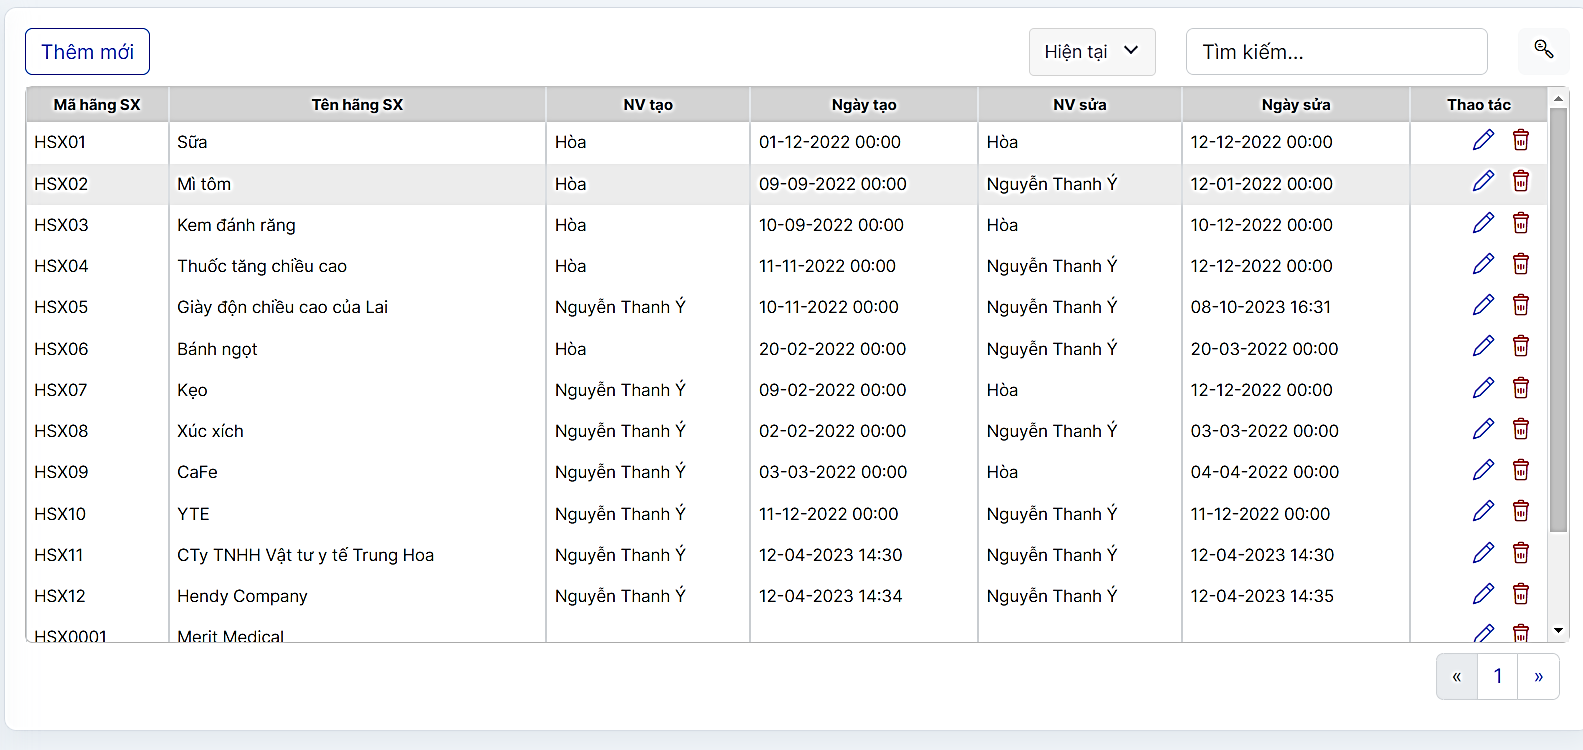 Thêm mới Hiện tại Tìm kiếm...
Mã hãng SX Tên hãng SX NV tạo Ngày tạo NV sửa Ngày sửa Thao tác
HSX01 Sữa Hòa 01-12-2022 00:00 Hòa 12-12-2022 00:00
HSX02 Mì tôm Hòa 09-09-2022 00:00 Nguyễn Thanh Ý 12-01-2022 00:00
HSX03 Kem đánh răng Hòa 10-09-2022 00:00 Hòa 10-12-2022 00:00
HSX04 Thuốc tăng chiều cao Hòa 11-11-2022 00:00 Nguyễn Thanh Ý 12-12-2022 00:00
HSX05 Giày độn chiều cao của Lai Nguyễn Thanh Ý 10-11-2022 00:00 Nguyễn Thanh Ý 08-10-2023 16:31
HSX06 Bánh ngọt Hòa 20-02-2022 00:00 Nguyễn Thanh Ý 20-03-2022 00:00
HSX07 Kẹo Nguyễn Thanh Ý 09-02-2022 00:00 Hòa 12-12-2022 00:00
HSX08 Xúc xích Nguyễn Thanh Ý 02-02-2022 00:00 Nguyễn Thanh Ý 03-03-2022 00:00
HSX09 CaFe Nguyễn Thanh Ý 03-03-2022 00:00 Hòa 04-04-2022 00:00
HSX10 YTE Nguyễn Thanh Ý 11-12-2022 00:00 Nguyễn Thanh Ý 11-12-2022 00:00
HSX11 CTy TNHH Vật tư y tế Trung Hoa Nguyễn Thanh Ý 12-04-2023 14:30 Nguyễn Thanh Ý 12-04-2023 14:30
HSX12 Hendy Company Nguyễn Thanh Ý 12-04-2023 14:34 Nguyễn Thanh Ý 12-04-2023 14:35
HSX0001 Merit Medical
« 1 »